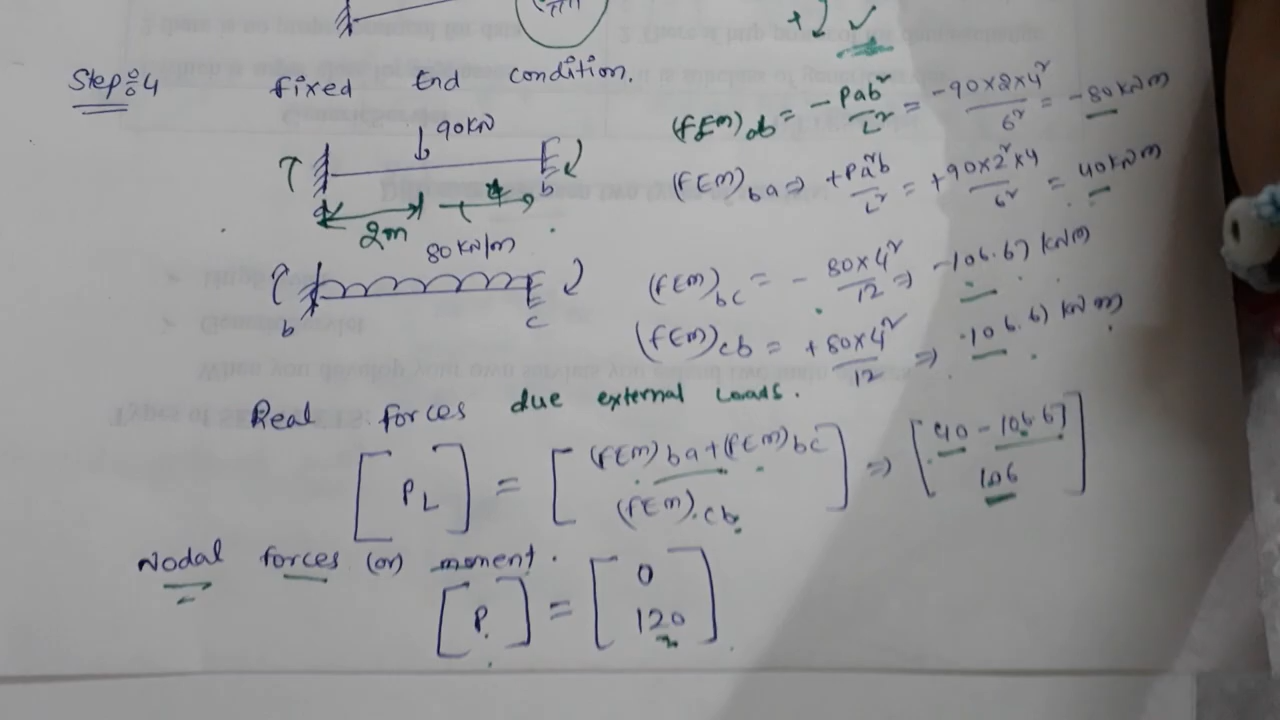 +
Step:4 Fixed End condition.
90KN
a b
2m 4
(FEM)ab = -Pab²/L² = -90×2×4²/6² = -80KNM
(FEM)ba ⇒ +Pa²b/L² = +90×2²×4/6² = 40KNM
80KN/m
b c
(FEM)bc = - 80×4²/12 ⇒ -106.67 KNM
(FEM)cb = +80×4²/12 ⇒ 106.67 KNM
Real forces due external Loads.
[PL] = [(FEM)ba+(FEM)bc
(FEM).cb] ⇒ [40-106.67
106]
Nodal forces (or) moment.
[P.] = [0
120]